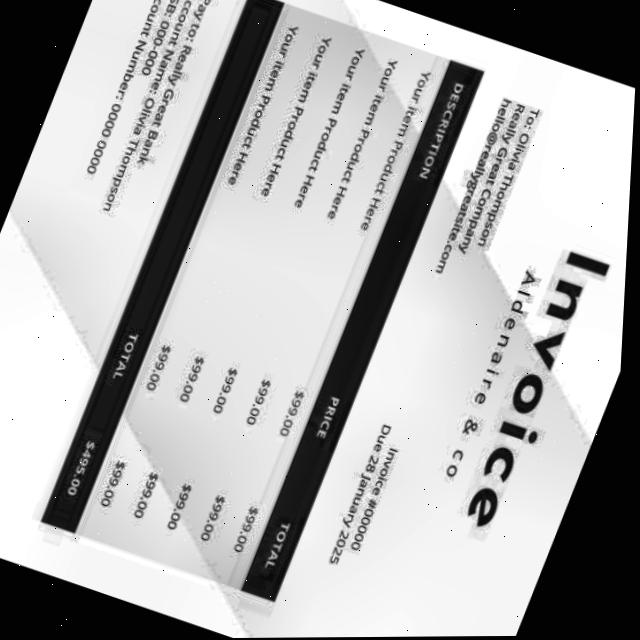 Invoice
Aldenaire & co
To: Olivia Thompson
Really Great Company
hello@reallygreatsite.com
Invoice #00000
Due 28 January 2025
DESCRIPTION PRICE TOTAL
Your Item Product Here $99.00 $99.00
Your Item Product Here $99.00 $99.00
Your Item Product Here $99.00 $99.00
Your Item Product Here $99.00 $99.00
Your Item Product Here $99.00 $99.00
TOTAL $495.00
Pay to: Really Great Bank
Account Name: Olivia Thompson
000-000
Number: 0000 0000